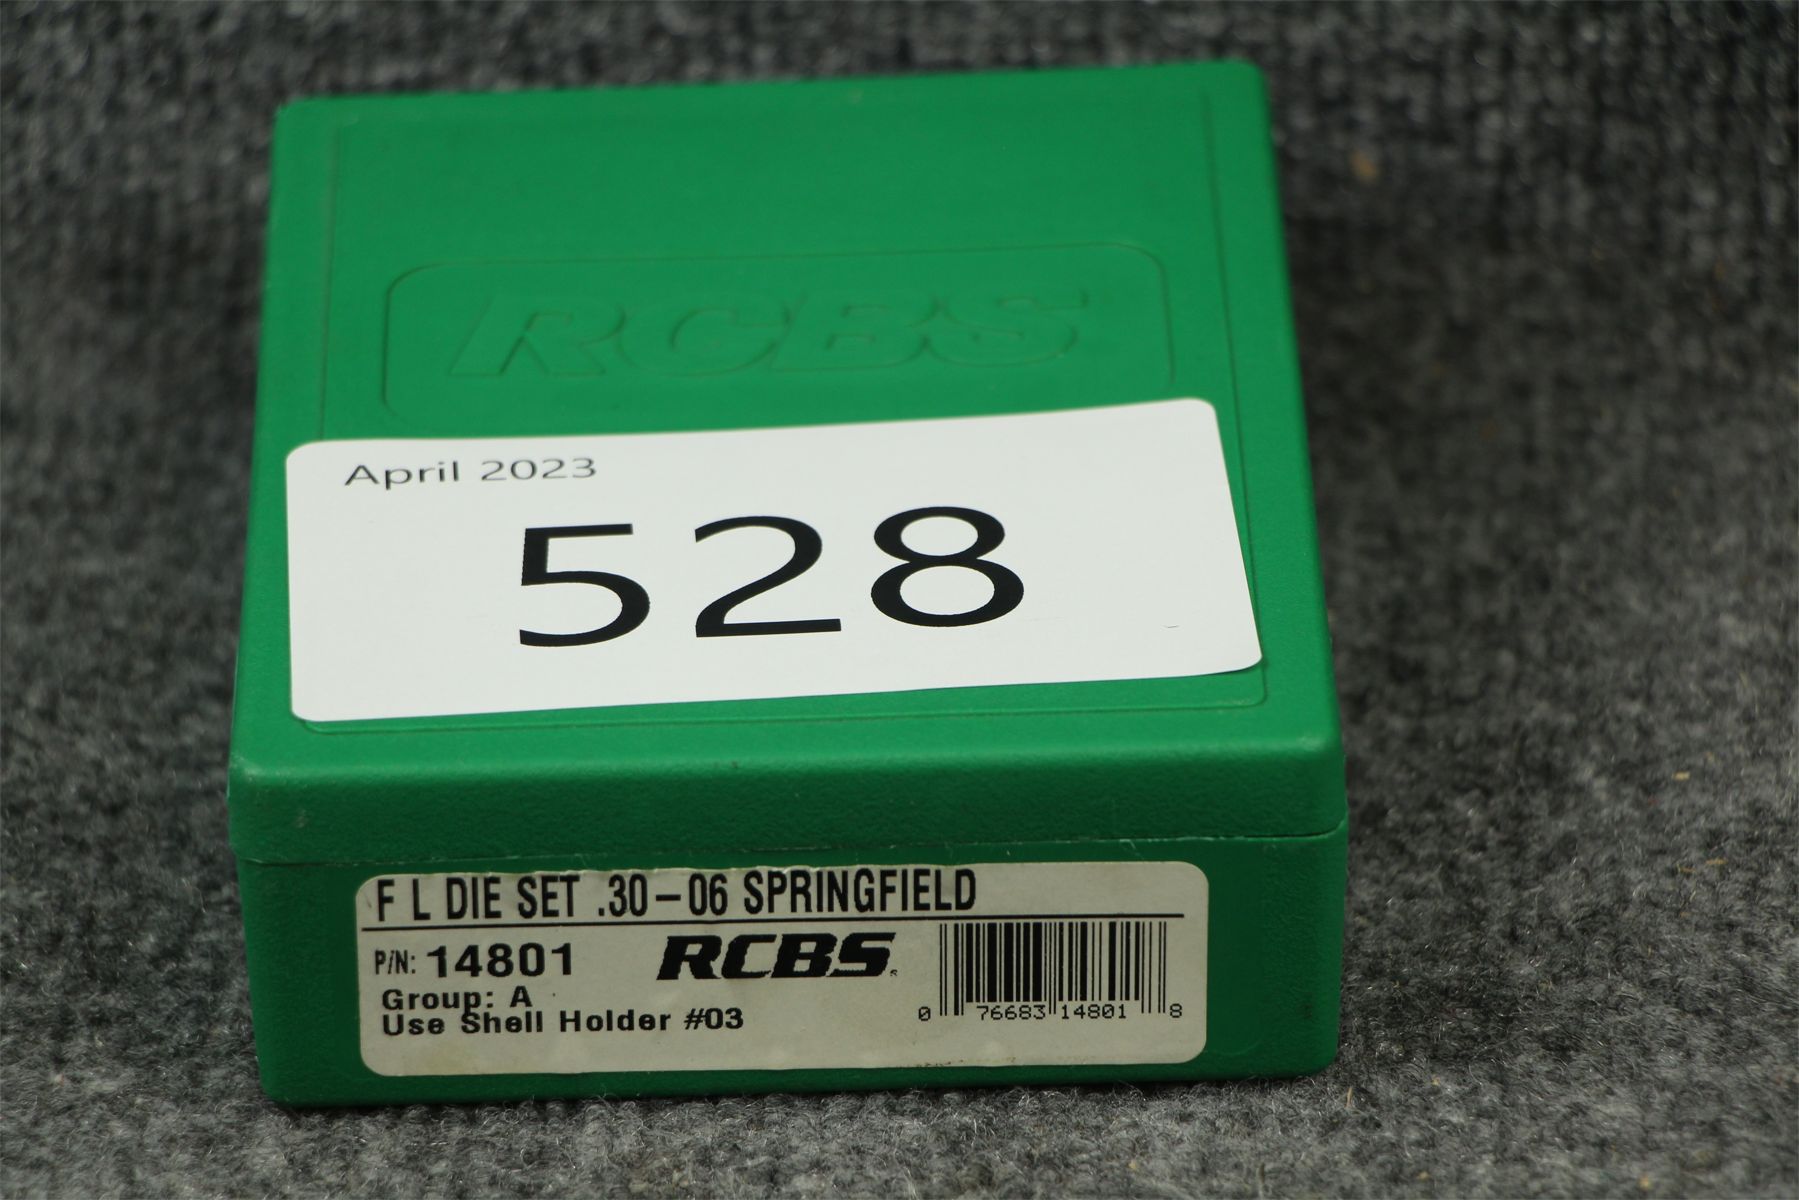 RCBS
April 2023
528
F L DIE SET .30-06 SPRINGFIELD
P/N: 14801
RCBS
Group: A
Use Shell Holder #03
0 76683 14801 8